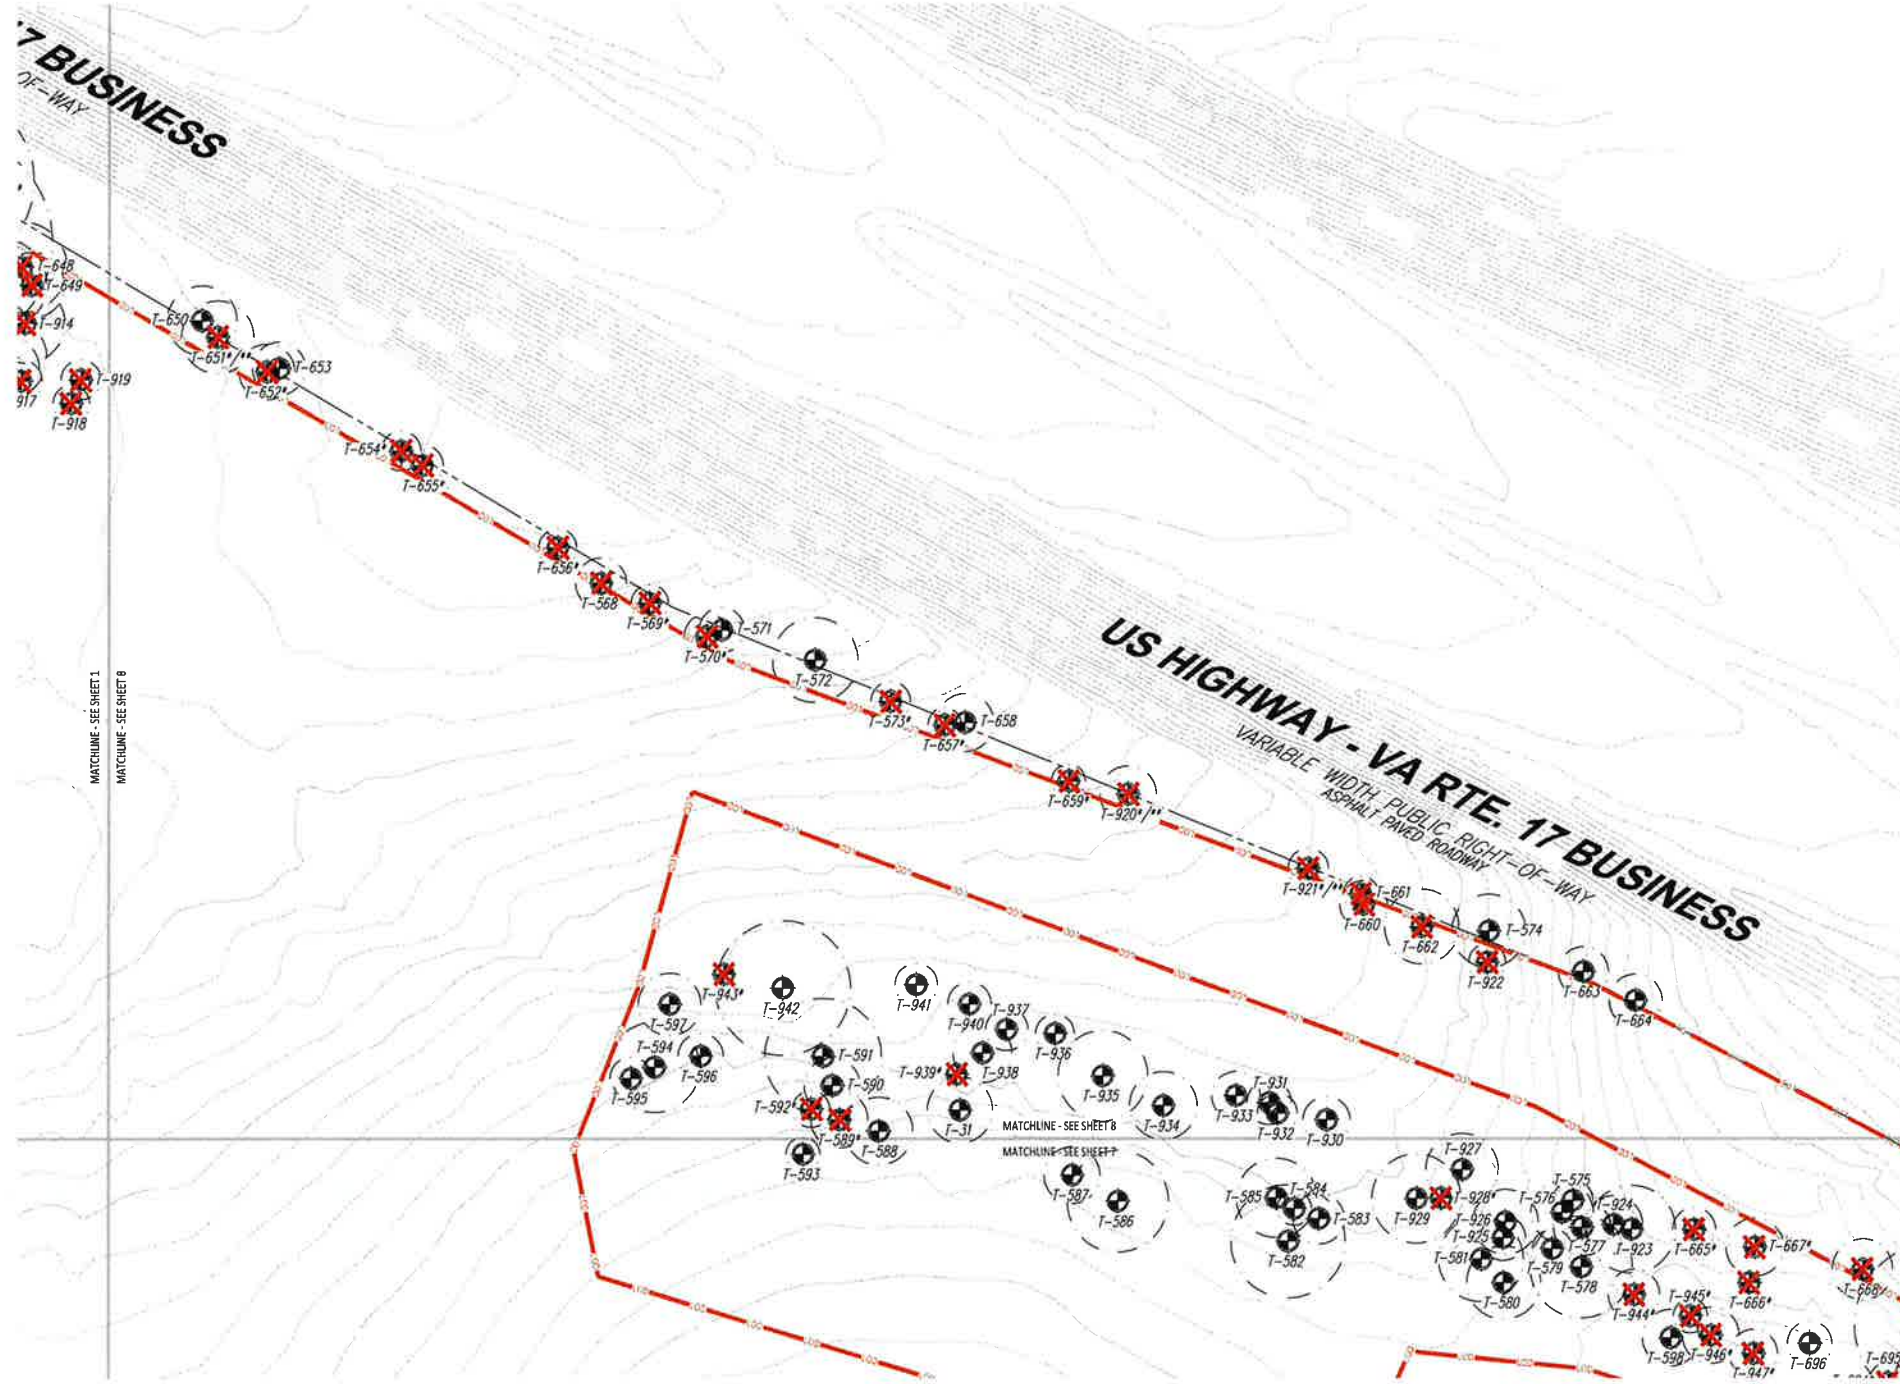 17 BUSINESS
OF-WAY
T-648
T-649
T-914
917
T-919
T-918
T-650
T-651*/**
T-653
T-652*
T-654*
T-655*
T-656*
T-568
T-569*
T-571
T-570*
T-572
T-573*
T-658
T-657*
T-659*
T-920*/**
US HIGHWAY - VA RTE. 17 BUSINESS
VARIABLE WIDTH PUBLIC RIGHT-OF-WAY
ASPHALT PAVED ROADWAY
MATCHLINE - SEE SHEET 1
MATCHLINE - SEE SHEET 8
T-921*/**
T-661
T-660
T-662
T-574
T-922
T-663
T-664
T-943*
T-942
T-941
T-597
T-940
T-937
T-936
T-594
T-595
T-596
T-591
T-590
T-939*
T-938
T-935
T-592*
T-589*
T-588
T-593
T-31
T-934
T-933
T-931
T-932
T-930
MATCHLINE - SEE SHEET 8
MATCHLINE - SEE SHEET 7
T-587
T-586
T-585
T-584
T-583
T-582
T-927
T-929
T-928*
T-926
T-925
T-576
T-575
T-924
T-577
T-923
T-581
T-579
T-578
T-580
T-665*
T-667*
T-666*
T-668
T-944*
T-945*
T-598
T-946*
T-947*
T-696
T-695